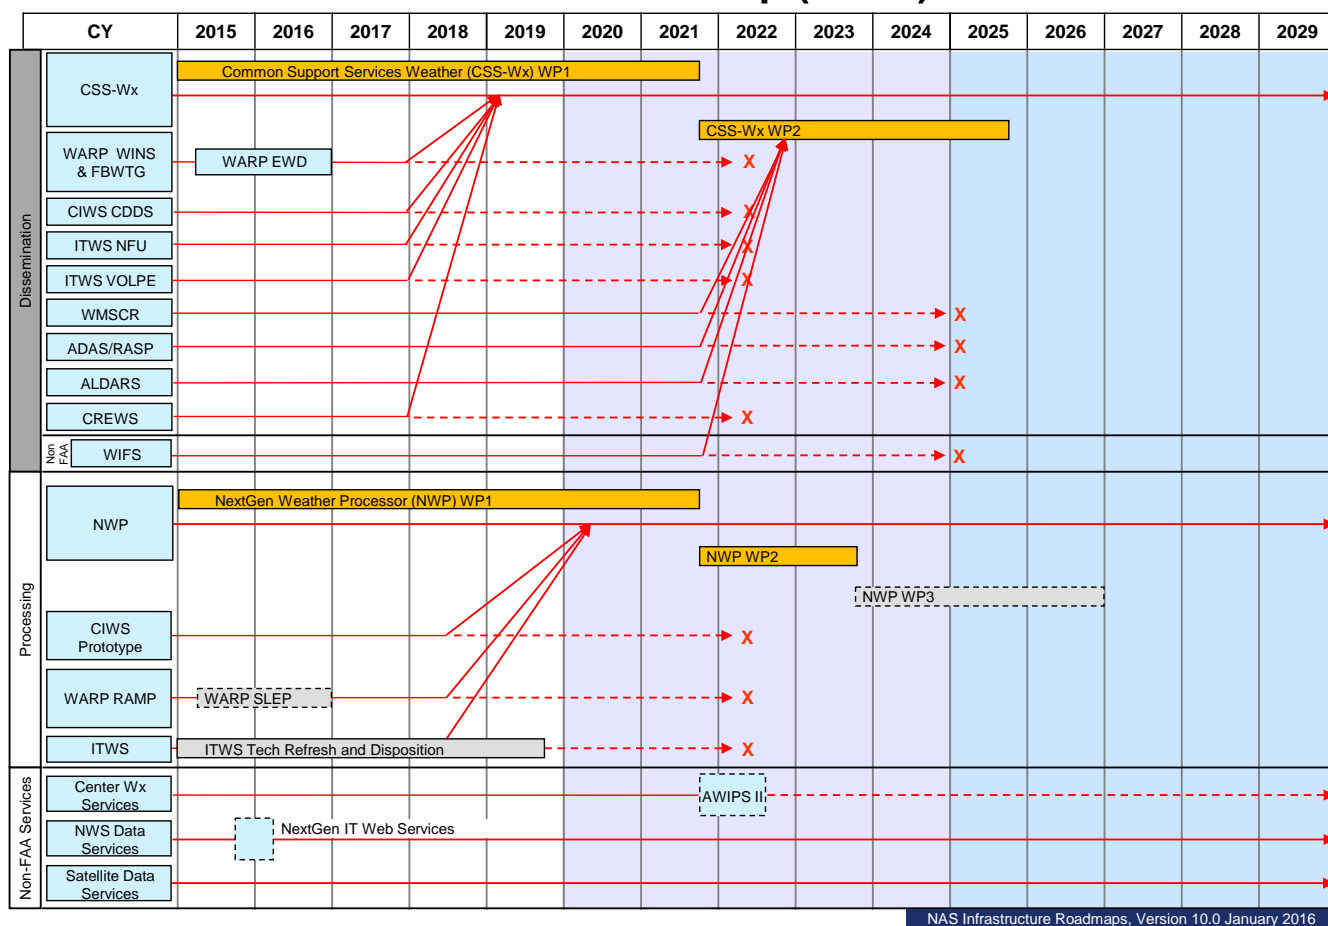 CY 2015 2016 2017 2018 2019 2020 2021 2022 2023 2024 2025 2026 2027 2028 2029
Dissemination
CSS-Wx
Common Support Services Weather (CSS-Wx) WP1
CSS-Wx WP2
WARP WINS
& FBWTG
WARP EWD
X
CIWS CDDS
X
ITWS NFU
X
ITWS VOLPE
X
WMSCR
X
ADAS/RASP
X
ALDARS
X
CREWS
X
Non
FAA
WIFS
X
Processing
NWP
NextGen Weather Processor (NWP) WP1
NWP WP2
NWP WP3
CIWS
Prototype
X
WARP RAMP
WARP SLEP
X
ITWS
ITWS Tech Refresh and Disposition
X
Non-FAA Services
Center Wx
Services
AWIPS II
NWS Data
Services
NextGen IT Web Services
Satellite Data
Services
NAS Infrastructure Roadmaps, Version 10.0 January 2016